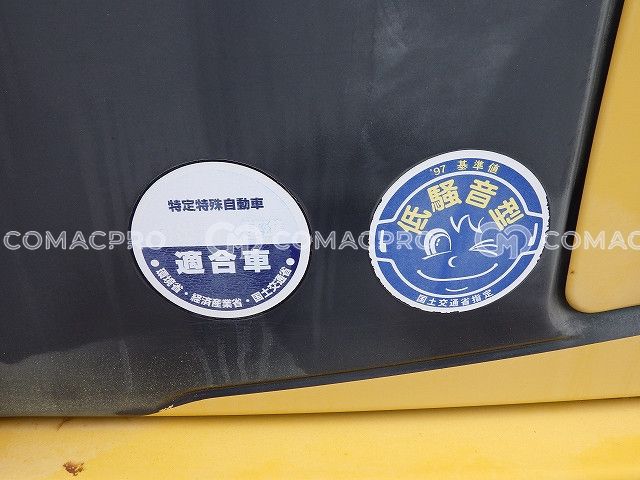 特定特殊自動車
適合車
・環境省・経済産業省・国土交通省・
'97 基準値
低騒音型
国土交通省指定
COMACPRO
COMACPRO
COMACPRO